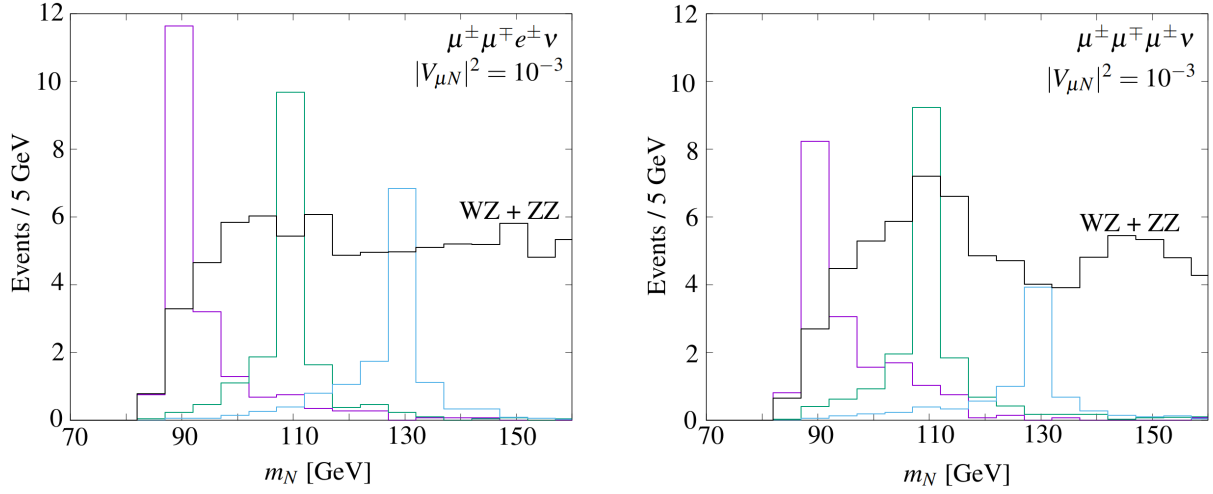 12
10
8
6
4
2
0
Events / 5 GeV
μ±μ∓e±ν
|VμN|² = 10⁻³
WZ + ZZ
70 90 110 130 150
mN [GeV]
12
10
8
6
4
2
0
Events / 5 GeV
μ±μ∓μ±ν
|VμN|² = 10⁻³
WZ + ZZ
70 90 110 130 150
mN [GeV]